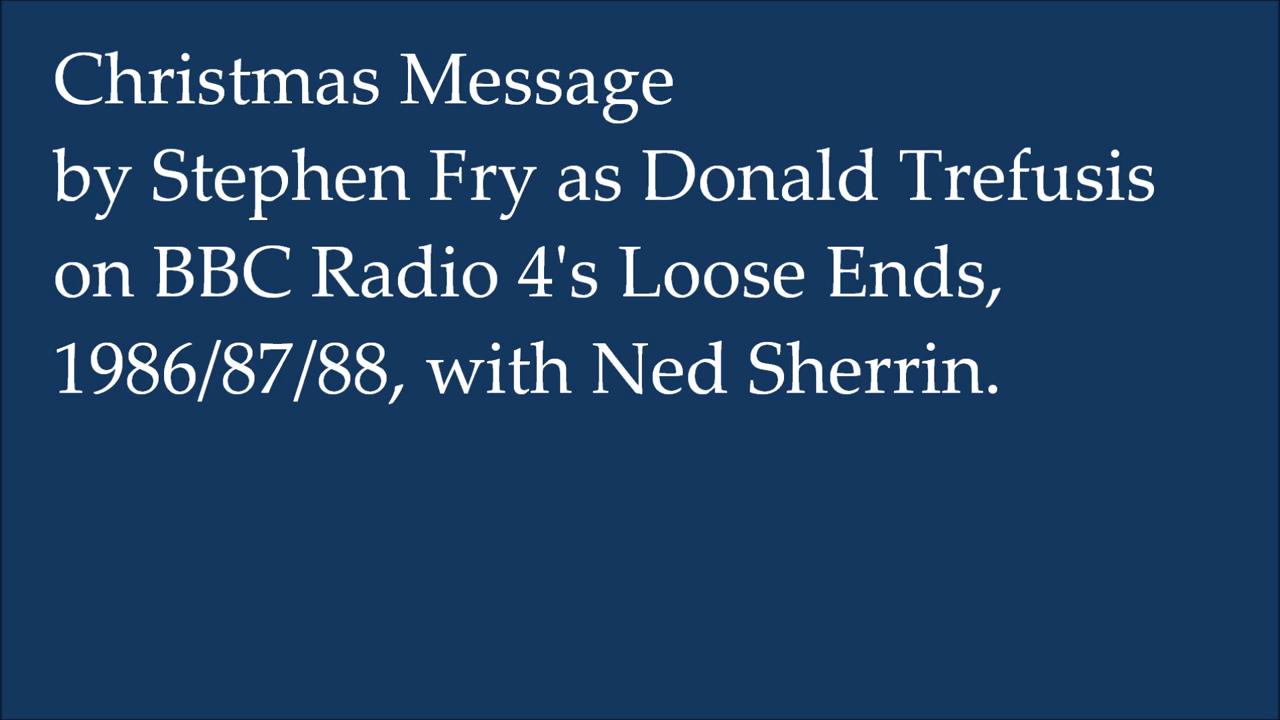 Christmas Message
by Stephen Fry as Donald Trefusis
on BBC Radio 4's Loose Ends,
1986/87/88, with Ned Sherrin.